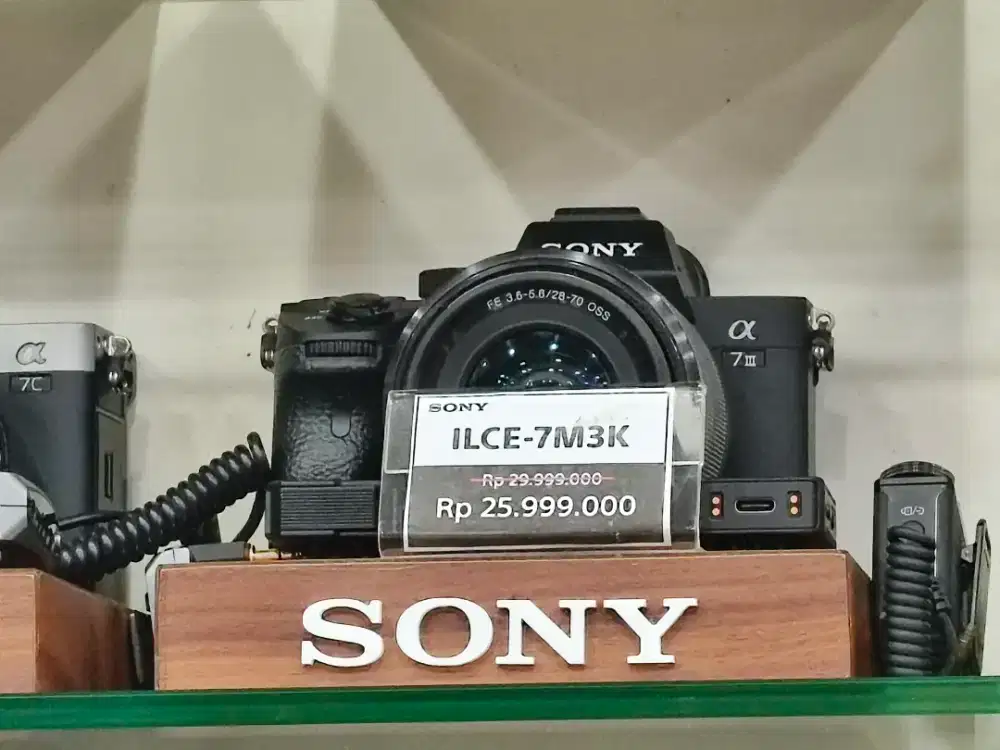 SONY
FE 3.5-5.6/28-70 OSS
α
7III
α
7C
SONY
ILCE-7M3K
Rp 29.999.000
Rp 25.999.000
SONY